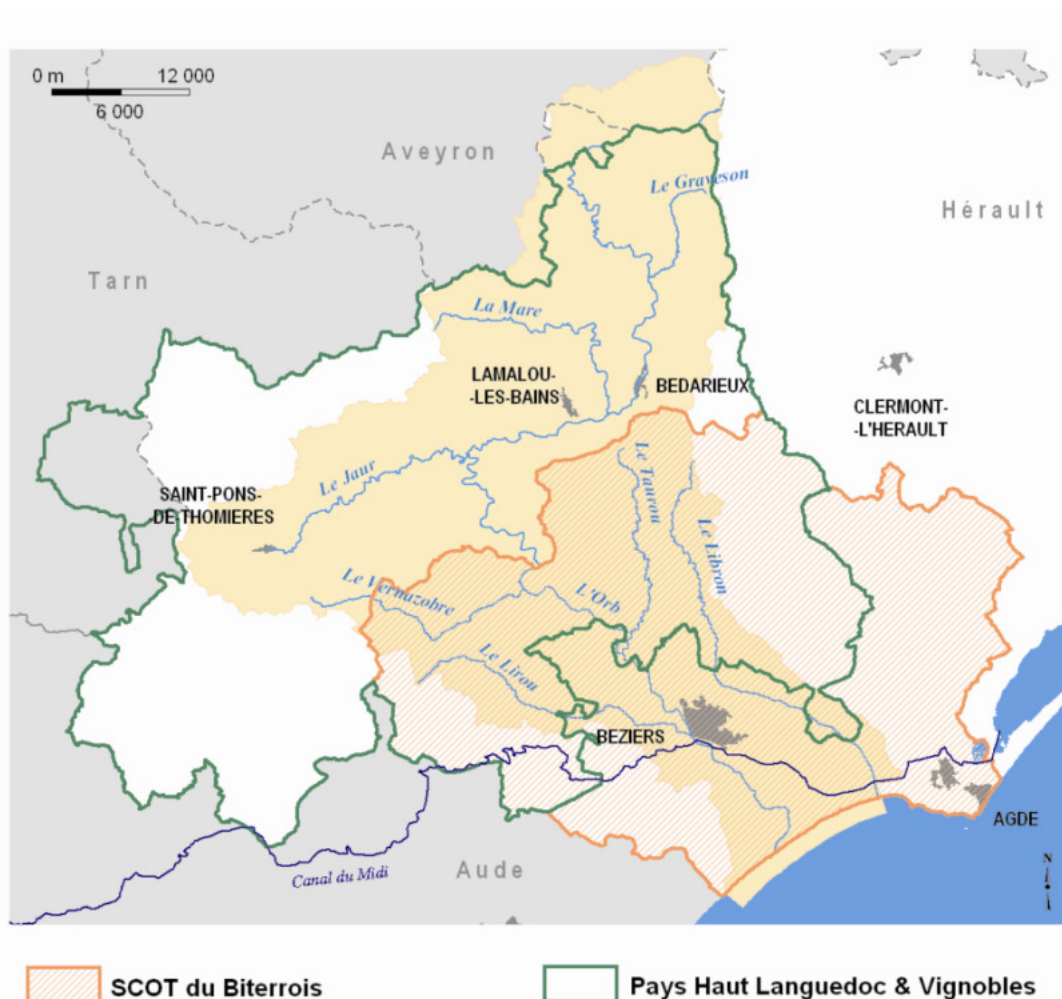 0 m 12 000
6 000
Aveyron
Le Graveson
Hérault
Tarn
La Mare
LAMALOU-
-LES-BAINS
BEDARIEUX
CLERMONT-
-L'HERAULT
Le Taurou
Le Jaur
SAINT-PONS-
-DE-THOMIERES
Le Libron
Le Vernazobre
L'Orb
Le Lirou
BEZIERS
AGDE
Canal du Midi
Aude
N
SCOT du Biterrois
Pays Haut Languedoc & Vignobles